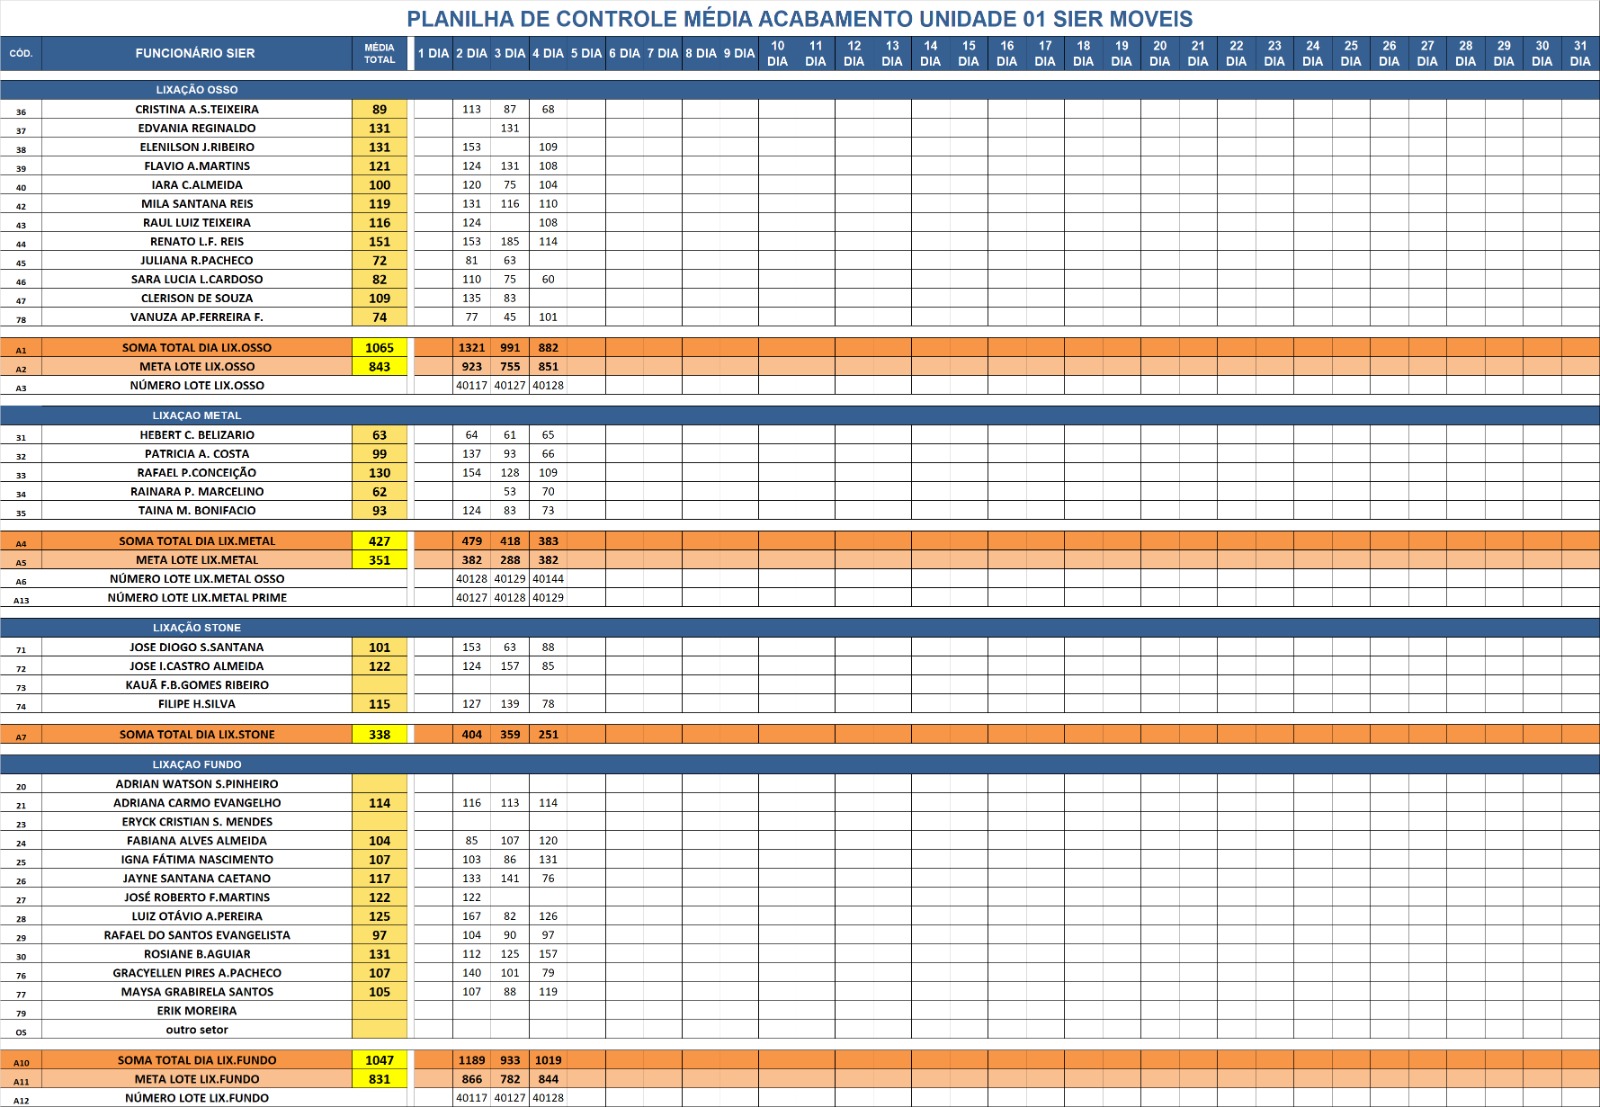 PLANILHA DE CONTROLE MÉDIA ACABAMENTO UNIDADE 01 SIER MOVEIS
CÓD. FUNCIONÁRIO SIER MÉDIA TOTAL 1 DIA 2 DIA 3 DIA 4 DIA 5 DIA 6 DIA 7 DIA 8 DIA 9 DIA 10 DIA 11 DIA 12 DIA 13 DIA 14 DIA 15 DIA 16 DIA 17 DIA 18 DIA 19 DIA 20 DIA 21 DIA 22 DIA 23 DIA 24 DIA 25 DIA 26 DIA 27 DIA 28 DIA 29 DIA 30 DIA 31 DIA
LIXAÇÃO OSSO
36 CRISTINA A.S.TEIXEIRA 89 113 87 68
37 EDVANIA REGINALDO 131 131
38 ELENILSON J.RIBEIRO 131 153 109
39 FLAVIO A.MARTINS 121 124 131 108
40 IARA C.ALMEIDA 100 120 75 104
42 MILA SANTANA REIS 119 131 116 110
43 RAUL LUIZ TEIXEIRA 116 124 108
44 RENATO L.F. REIS 151 153 185 114
45 JULIANA R.PACHECO 72 81 63
46 SARA LUCIA L.CARDOSO 82 110 75 60
47 CLERISON DE SOUZA 109 135 83
78 VANUZA AP.FERREIRA F. 74 77 45 101
A1 SOMA TOTAL DIA LIX.OSSO 1065 1321 991 882
A2 META LOTE LIX.OSSO 843 923 755 851
A3 NÚMERO LOTE LIX.OSSO 40117 40127 40128
LIXAÇAO METAL
31 HEBERT C. BELIZARIO 63 64 61 65
32 PATRICIA A. COSTA 99 137 93 66
33 RAFAEL P.CONCEIÇÃO 130 154 128 109
34 RAINARA P. MARCELINO 62 53 70
35 TAINA M. BONIFACIO 93 124 83 73
A4 SOMA TOTAL DIA LIX.METAL 427 479 418 383
A5 META LOTE LIX.METAL 351 382 288 382
A6 NÚMERO LOTE LIX.METAL OSSO 40128 40129 40144
A13 NÚMERO LOTE LIX.METAL PRIME 40127 40128 40129
LIXAÇÃO STONE
71 JOSE DIOGO S.SANTANA 101 153 63 88
72 JOSE I.CASTRO ALMEIDA 122 124 157 85
73 KAUÃ F.B.GOMES RIBEIRO
74 FILIPE H.SILVA 115 127 139 78
A7 SOMA TOTAL DIA LIX.STONE 338 404 359 251
LIXAÇAO FUNDO
20 ADRIAN WATSON S.PINHEIRO
21 ADRIANA CARMO EVANGELHO 114 116 113 114
23 ERYCK CRISTIAN S. MENDES
24 FABIANA ALVES ALMEIDA 104 85 107 120
25 IGNA FÁTIMA NASCIMENTO 107 103 86 131
26 JAYNE SANTANA CAETANO 117 133 141 76
27 JOSÉ ROBERTO F.MARTINS 122 122
28 LUIZ OTÁVIO A.PEREIRA 125 167 82 126
29 RAFAEL DO SANTOS EVANGELISTA 97 104 90 97
30 ROSIANE B.AGUIAR 131 112 125 157
76 GRACYELLEN PIRES A.PACHECO 107 140 101 79
77 MAYSA GRABIRELA SANTOS 105 107 88 119
79 ERIK MOREIRA
OS outro setor
A10 SOMA TOTAL DIA LIX.FUNDO 1047 1189 933 1019
A11 META LOTE LIX.FUNDO 831 866 782 844
A12 NÚMERO LOTE LIX.FUNDO 40117 40127 40128